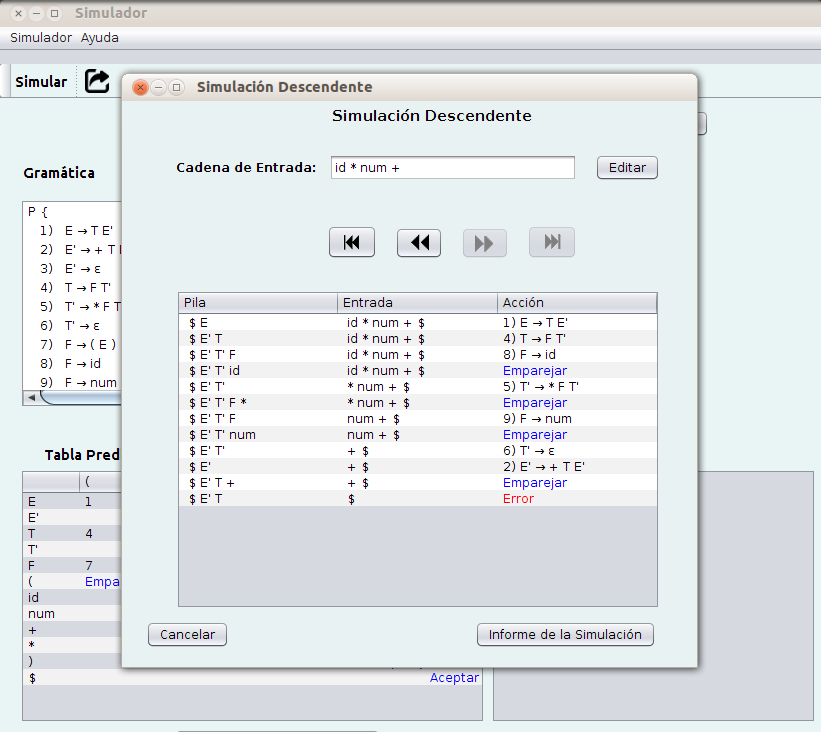 Simulador
Simulador Ayuda
Simular
Simulación Descendente
Simulación Descendente
Cadena de Entrada: id * num + Editar
Gramática
P {
1) E → T E'
2) E' → + T
3) E' → ε
4) T → F T'
5) T' → * F T
6) T' → ε
7) F → ( E )
8) F → id
9) F → num
Pila Entrada Acción
$ E id * num + $ 1) E → T E'
$ E' T id * num + $ 4) T → F T'
$ E' T' F id * num + $ 8) F → id
$ E' T' id id * num + $ Emparejar
$ E' T' * num + $ 5) T' → * F T'
$ E' T' F * * num + $ Emparejar
$ E' T' F num + $ 9) F → num
$ E' T' num num + $ Emparejar
$ E' T' + $ 6) T' → ε
$ E' + $ 2) E' → + T E'
$ E' T + + $ Emparejar
$ E' T $ Error
Cancelar Informe de la Simulación
Tabla Pred
(
E 1
E'
T 4
T'
F 7
( Empa
id
num
+
*
)
$ Aceptar